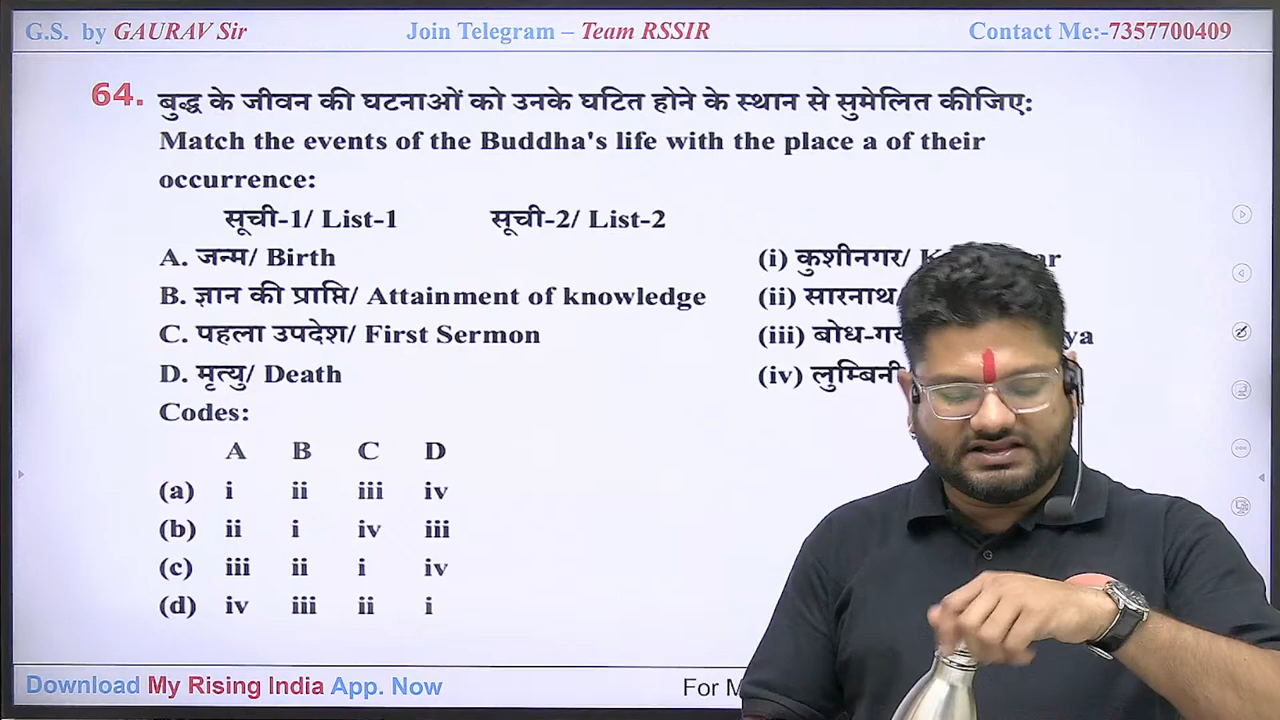 G.S. by GAURAV Sir Join Telegram – Team RSSIR Contact Me:-7357700409
64. बुद्ध के जीवन की घटनाओं को उनके घटित होने के स्थान से सुमेलित कीजिए:
Match the events of the Buddha's life with the place a of their
occurrence:
सूची-1/ List-1 सूची-2/ List-2
A. जन्म/ Birth (i) कुशीनगर/
B. ज्ञान की प्राप्ति/ Attainment of knowledge (ii) सारनाथ/
C. पहला उपदेश/ First Sermon (iii)
D. मृत्यु/ Death (iv) लुम्बिनी
Codes:
A B C D
(a) i ii iii iv
(b) ii i iv iii
(c) iii ii i iv
(d) iv iii ii i
Download My Rising India App. Now For